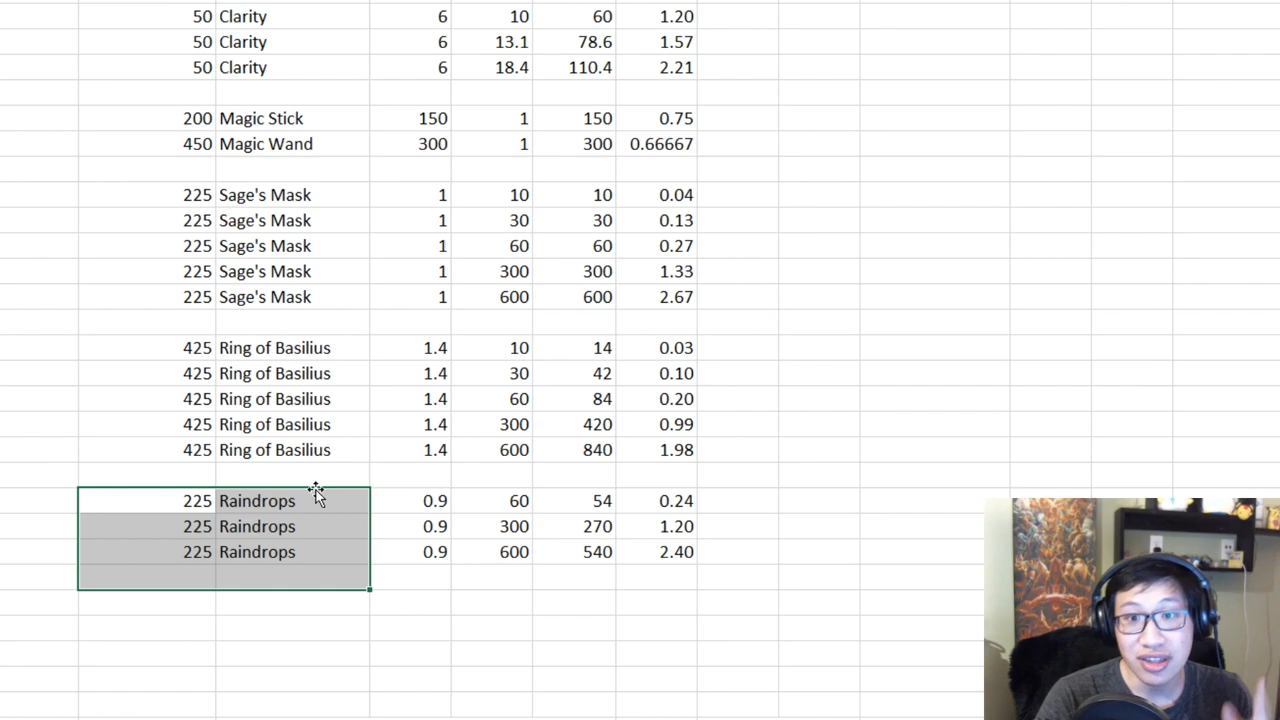 50 Clarity 6 10 60 1.20
50 Clarity 6 13.1 78.6 1.57
50 Clarity 6 18.4 110.4 2.21
200 Magic Stick 150 1 150 0.75
450 Magic Wand 300 1 300 0.66667
225 Sage's Mask 1 10 10 0.04
225 Sage's Mask 1 30 30 0.13
225 Sage's Mask 1 60 60 0.27
225 Sage's Mask 1 300 300 1.33
225 Sage's Mask 1 600 600 2.67
425 Ring of Basilius 1.4 10 14 0.03
425 Ring of Basilius 1.4 30 42 0.10
425 Ring of Basilius 1.4 60 84 0.20
425 Ring of Basilius 1.4 300 420 0.99
425 Ring of Basilius 1.4 600 840 1.98
225 Raindrops 0.9 60 54 0.24
225 Raindrops 0.9 300 270 1.20
225 Raindrops 0.9 600 540 2.40